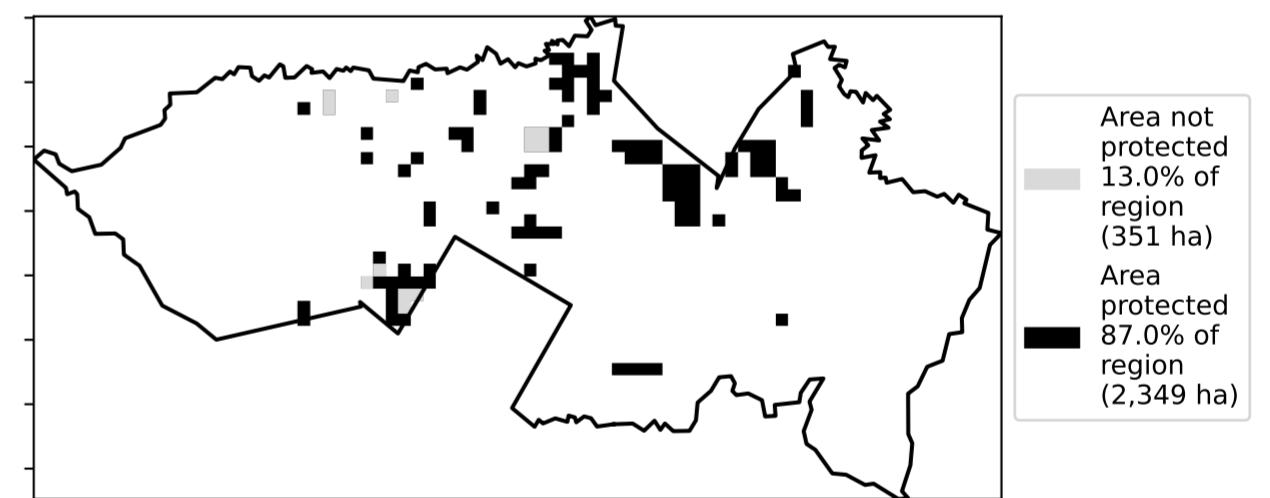 Area not
protected
13.0% of
region
(351 ha)
Area
protected
87.0% of
region
(2,349 ha)